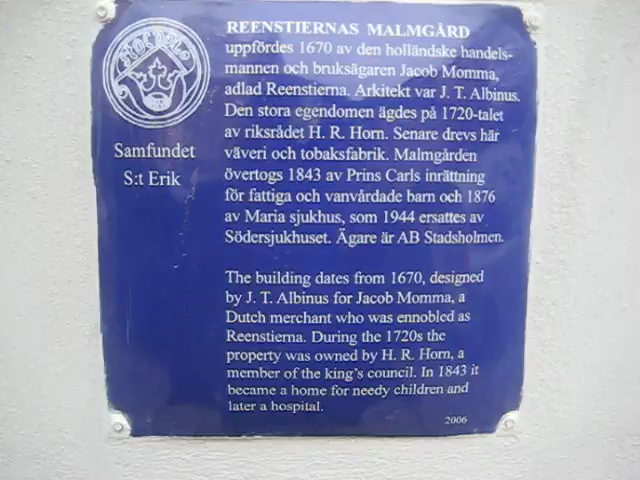 REENSTIERNAS MALMGÅRD
uppfördes 1670 av den holländske handels-
mannen och bruksägaren Jacob Momma,
adlad Reenstierna. Arkitekt var J. T. Albinus.
Den stora egendomen ägdes på 1720-talet
av riksrådet H. R. Horn. Senare drevs här
väveri och tobaksfabrik. Malmgården
övertogs 1843 av Prins Carls inrättning
för fattiga och vanvårdade barn och 1876
av Maria sjukhus, som 1944 ersattes av
Södersjukhuset. Ägare är AB Stadsholmen.
Samfundet
S:t Erik
The building dates from 1670, designed
by J. T. Albinus for Jacob Momma, a
Dutch merchant who was ennobled as
Reenstierna. During the 1720s the
property was owned by H. R. Horn, a
member of the king's council. In 1843 it
became a home for needy children and
later a hospital.
2006